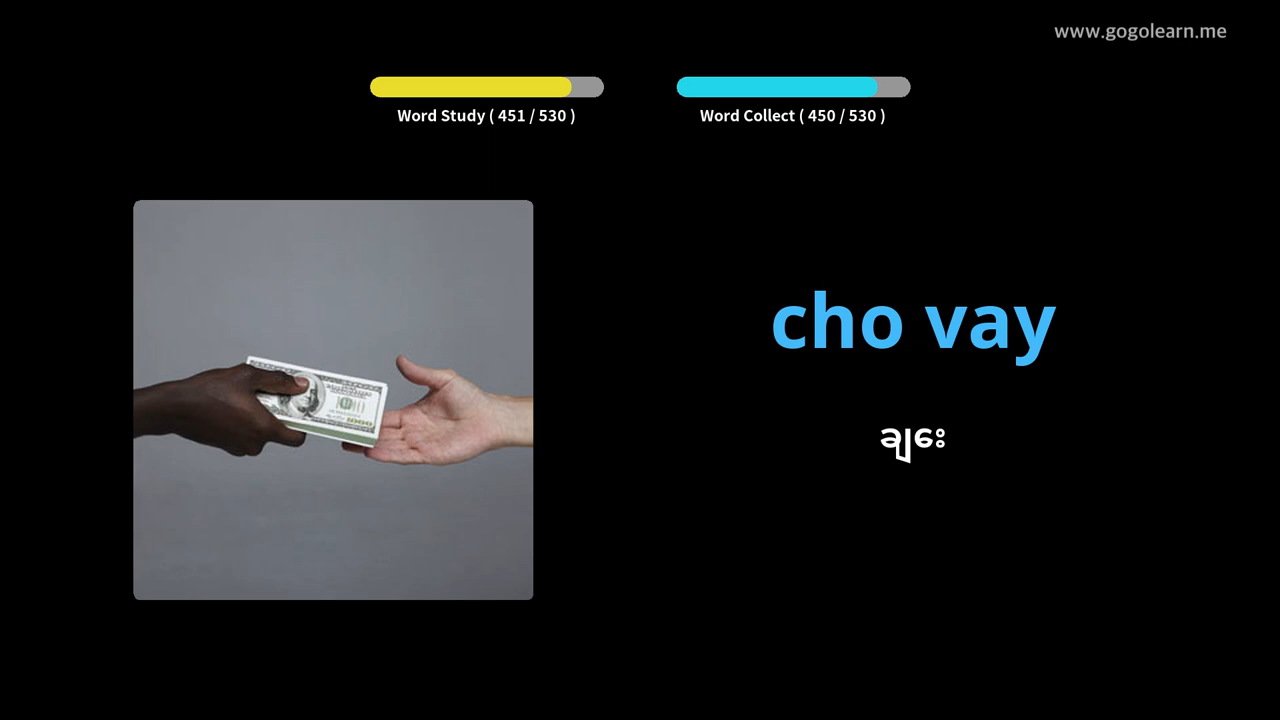 www.gogolearn.me
Word Study ( 451 / 530 )
Word Collect ( 450 / 530 )
cho vay
ချေး